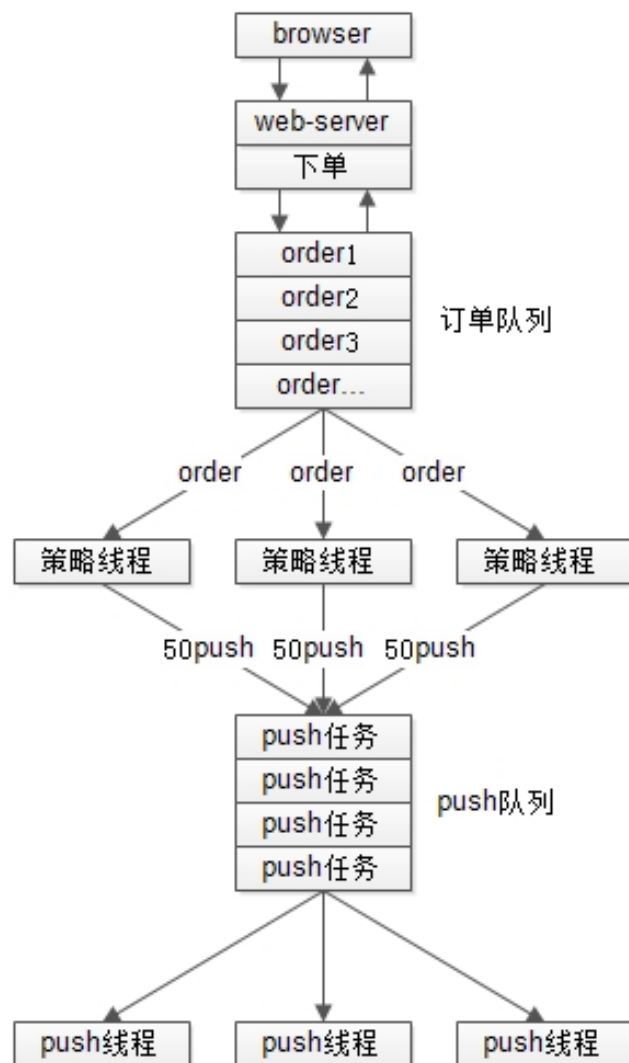 browser
web-server
下单
order1
order2
order3
order...
订单队列
order order order
策略线程 策略线程 策略线程
50push 50push 50push
push任务
push任务
push任务
push任务
push队列
push线程 push线程 push线程